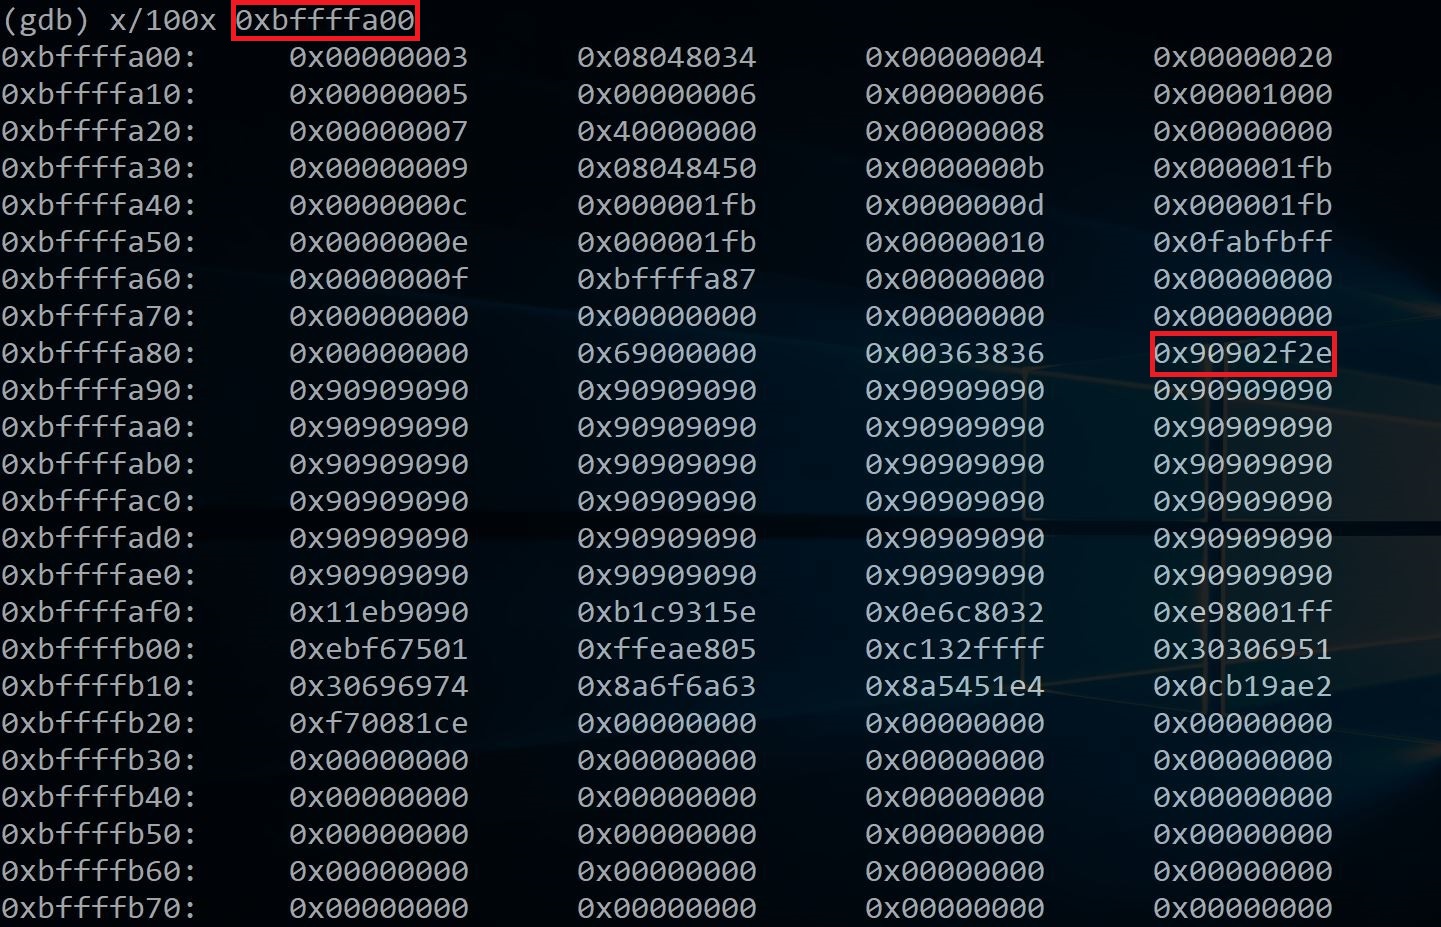 (gdb) x/100x 0xbffffa00
0xbffffa00: 0x00000003 0x08048034 0x00000004 0x00000020
0xbffffa10: 0x00000005 0x00000006 0x00000006 0x00001000
0xbffffa20: 0x00000007 0x40000000 0x00000008 0x00000000
0xbffffa30: 0x00000009 0x08048450 0x0000000b 0x000001fb
0xbffffa40: 0x0000000c 0x000001fb 0x0000000d 0x000001fb
0xbffffa50: 0x0000000e 0x000001fb 0x00000010 0x0fabfbff
0xbffffa60: 0x0000000f 0xbffffa87 0x00000000 0x00000000
0xbffffa70: 0x00000000 0x00000000 0x00000000 0x00000000
0xbffffa80: 0x00000000 0x69000000 0x00363836 0x90902f2e
0xbffffa90: 0x90909090 0x90909090 0x90909090 0x90909090
0xbffffaa0: 0x90909090 0x90909090 0x90909090 0x90909090
0xbffffab0: 0x90909090 0x90909090 0x90909090 0x90909090
0xbffffac0: 0x90909090 0x90909090 0x90909090 0x90909090
0xbffffad0: 0x90909090 0x90909090 0x90909090 0x90909090
0xbffffae0: 0x90909090 0x90909090 0x90909090 0x90909090
0xbffffaf0: 0x11eb9090 0xb1c9315e 0x0e6c8032 0xe98001ff
0xbffffb00: 0xebf67501 0xffeae805 0xc132ffff 0x30306951
0xbffffb10: 0x30696974 0x8a6f6a63 0x8a5451e4 0x0cb19ae2
0xbffffb20: 0xf70081ce 0x00000000 0x00000000 0x00000000
0xbffffb30: 0x00000000 0x00000000 0x00000000 0x00000000
0xbffffb40: 0x00000000 0x00000000 0x00000000 0x00000000
0xbffffb50: 0x00000000 0x00000000 0x00000000 0x00000000
0xbffffb60: 0x00000000 0x00000000 0x00000000 0x00000000
0xbffffb70: 0x00000000 0x00000000 0x00000000 0x00000000